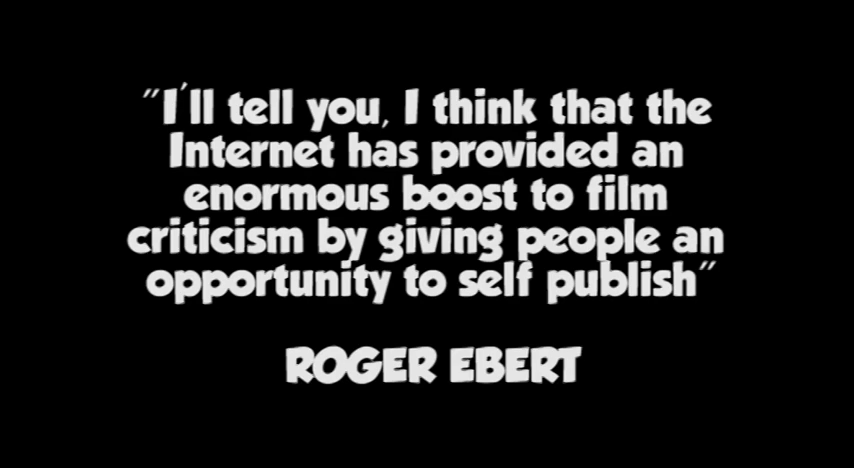 "I'll tell you, I think that the
Internet has provided an
enormous boost to film
criticism by giving people an
opportunity to self publish"
ROGER EBERT